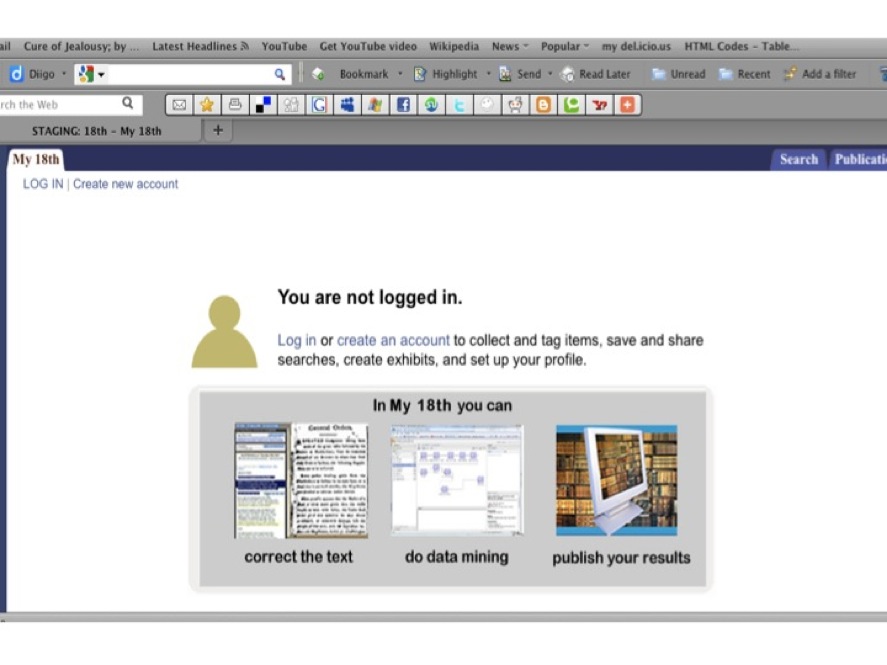 ail Cure of Jealousy; by ... Latest Headlines YouTube Get YouTube video Wikipedia News Popular my del.icio.us HTML Codes – Table...
Diigo Bookmark Highlight Send Read Later Unread Recent Add a filter
rch the Web
STAGING: 18th – My 18th +
My 18th Search Publicati
LOG IN | Create new account
You are not logged in.
Log in or create an account to collect and tag items, save and share
searches, create exhibits, and set up your profile.
In My 18th you can
General Orders.
correct the text do data mining publish your results